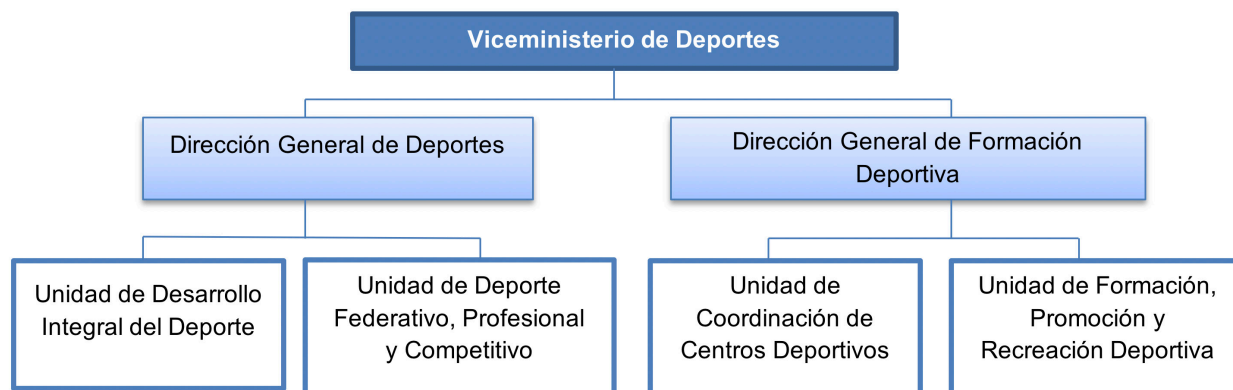 Viceministerio de Deportes
Dirección General de Deportes
Dirección General de Formación
Deportiva
Unidad de Desarrollo
Integral del Deporte
Unidad de Deporte
Federativo, Profesional
y Competitivo
Unidad de
Coordinación de
Centros Deportivos
Unidad de Formación,
Promoción y
Recreación Deportiva